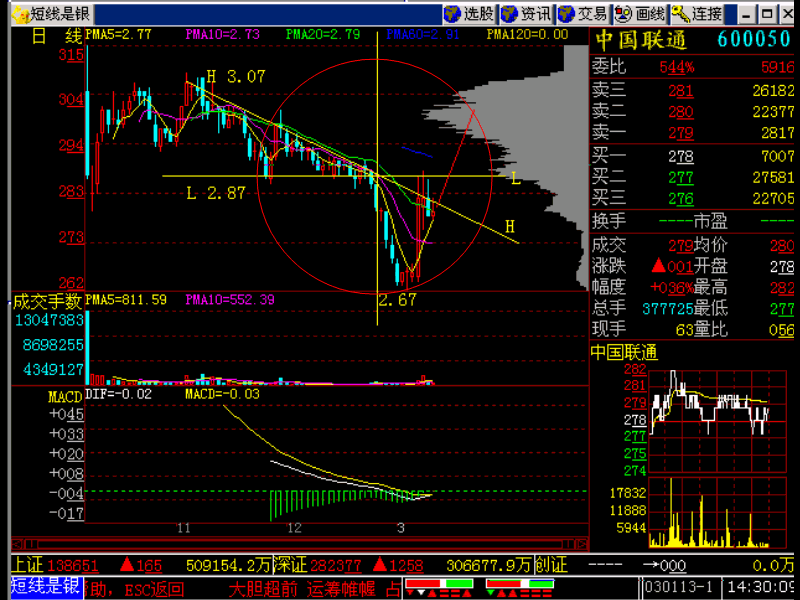 短线是银 选股 资讯 交易 画线 连接
日 线 PMA5=2.77 PMA10=2.73 PMA20=2.79 PMA60=2.91 PMA120=0.00
中国联通 600050
315
304
294
283
273
262
H 3.07
L 2.87
L
H
2.67
委比 544% 5916
卖三 281 26182
卖二 280 22377
卖一 279 2817
买一 278 7007
买二 277 27581
买三 276 22705
换手 ---- 市盈 ----
成交 279 均价 280
涨跌 ▲001 开盘 278
幅度 +036% 最高 282
总手 377725 最低 277
现手 63 量比 056
成交手数 PMA5=811.59 PMA10=552.39
13047383
8698255
4349127
中国联通
282
281
279
278
277
275
274
17832
11888
5944
MACD DIF=-0.02 MACD=-0.03
+045
+033
+020
+008
-004
-017
11 12 3
上证 138651 ▲165 509154.2万 深证 282377 ▲1258 306677.9万 创证 ---- →000 0.0万
短线是银 帮助, ESC返回 大胆超前 运筹帷幄 占 030113-1 14:30:09